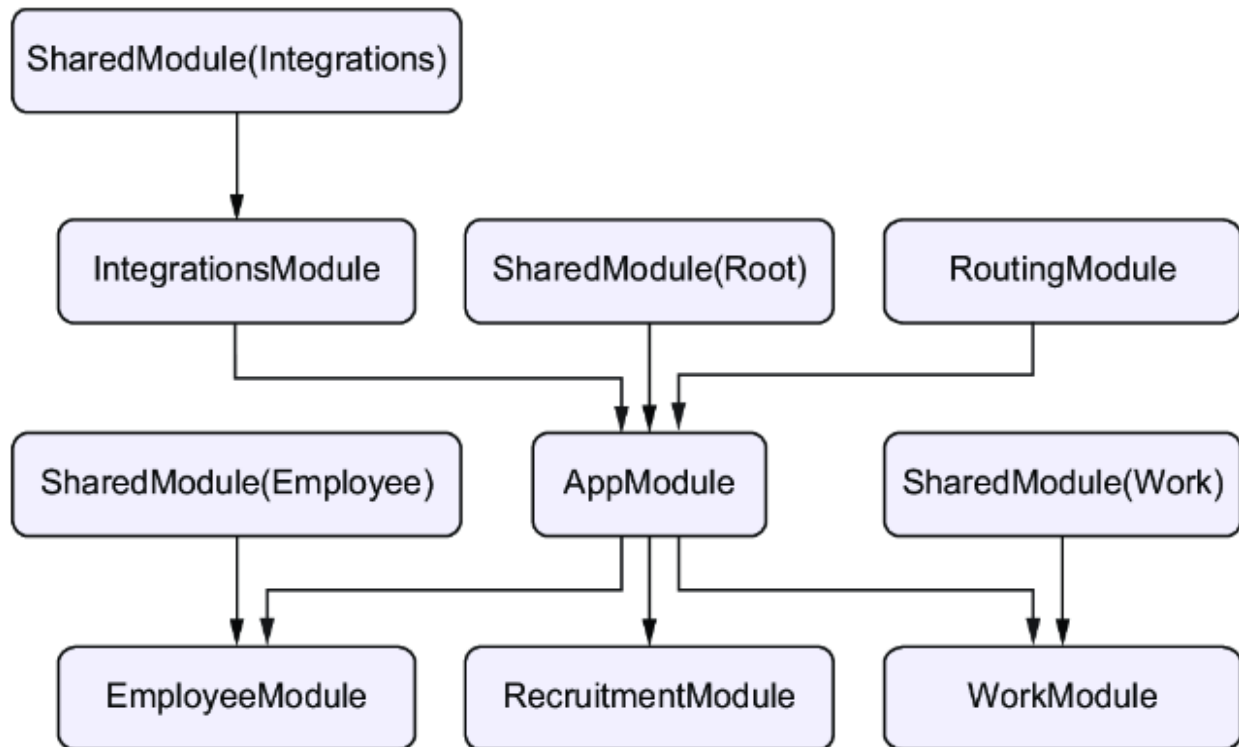 SharedModule(Integrations)
IntegrationsModule
SharedModule(Root)
RoutingModule
SharedModule(Employee)
AppModule
SharedModule(Work)
EmployeeModule
RecruitmentModule
WorkModule